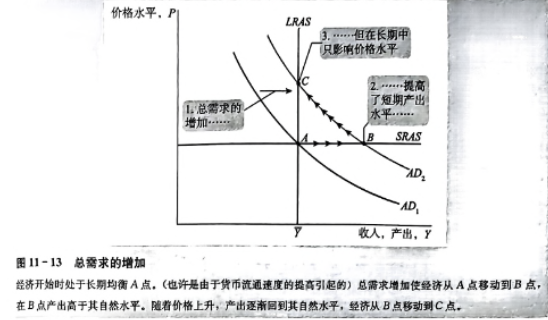 价格水平，P
LRAS
3. ……但在长期中
只影响价格水平
C
1. 总需求的
增加……
2. ……提高
了短期产出
水平……
A
B
SRAS
AD₂
AD₁
Y̅
收入，产出，Y
图 11-13 总需求的增加
经济开始时处于长期均衡 A 点。（也许是由于货币流通速度的提高引起的）总需求增加使经济从 A 点移动到 B 点，
在 B 点产出高于其自然水平。随着价格上升，产出逐渐回到其自然水平，经济从 B 点移动到 C 点。